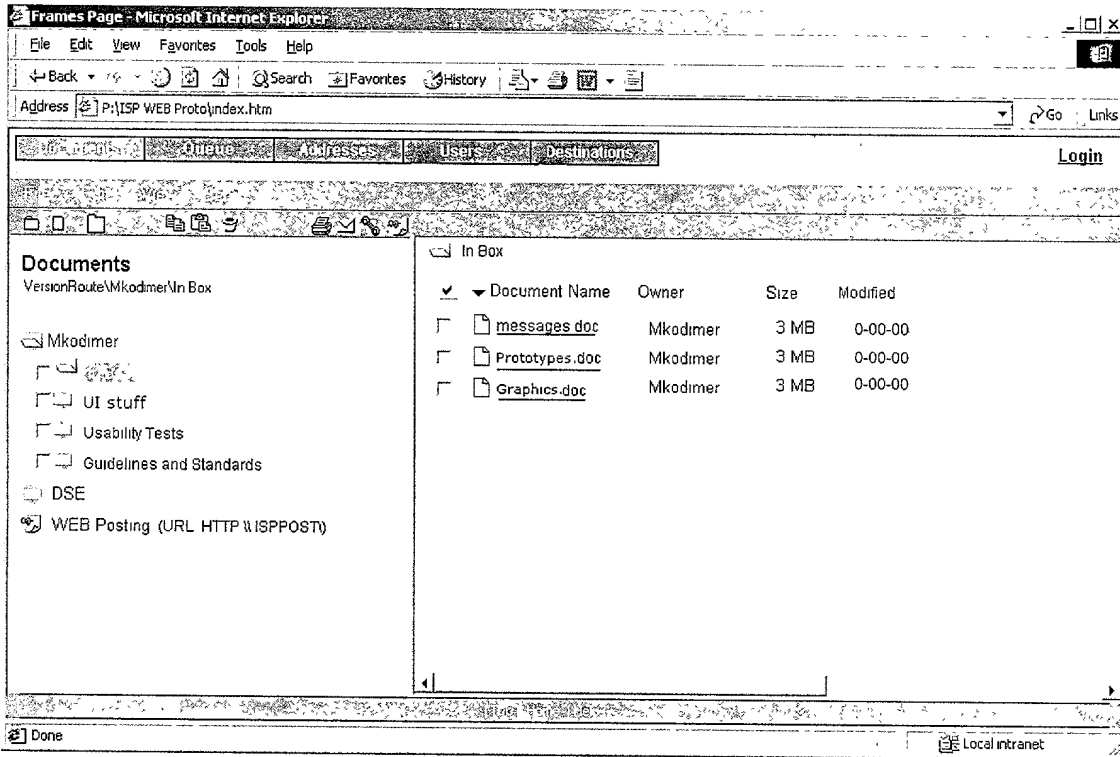 Frames Page - Microsoft Internet Explorer
File Edit View Favorites Tools Help
Back Search Favorites History
Address P:\ISP WEB Proto\index.htm Go Links
Queue Addresses Users Destinations
Login
Documents
VersionRoute\Mkodimer\In Box
Mkodimer
UI stuff
Usability Tests
Guidelines and Standards
DSE
WEB Posting (URL HTTP \\ISPPOST\)
In Box
Document Name Owner Size Modified
messages doc Mkodimer 3 MB 0-00-00
Prototypes.doc Mkodimer 3 MB 0-00-00
Graphics.doc Mkodimer 3 MB 0-00-00
Done Local intranet